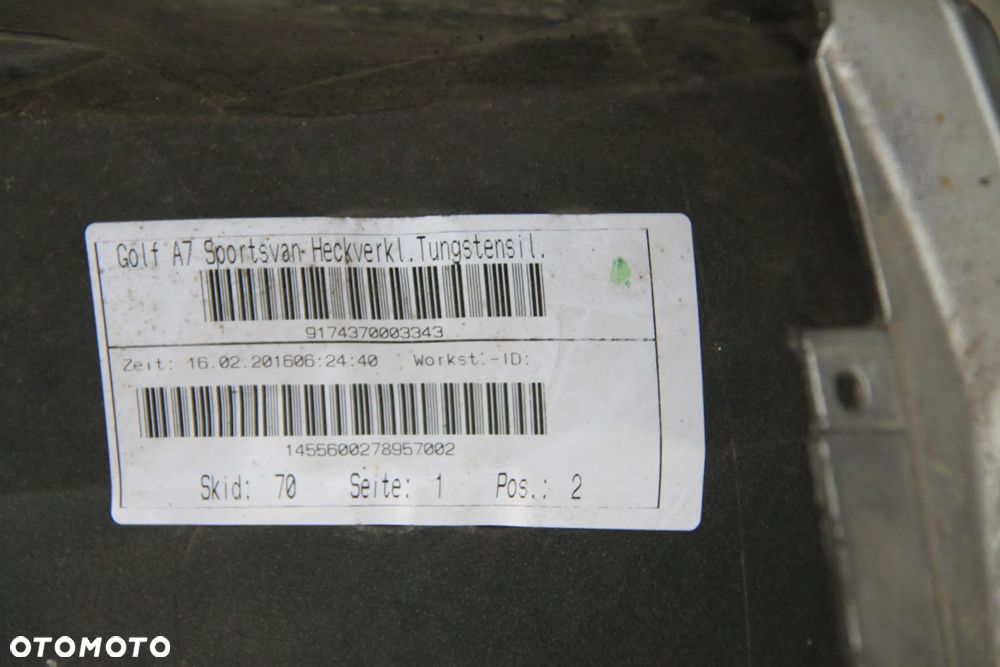 Golf A7 Sportsvan-Heckverkl.Tungstensil.
9174370003343
Zeit: 16.02.201606:24:40 Workst.-ID:
1455600278957002
Skid: 70 Seite: 1 Pos.: 2
OTOMOTO